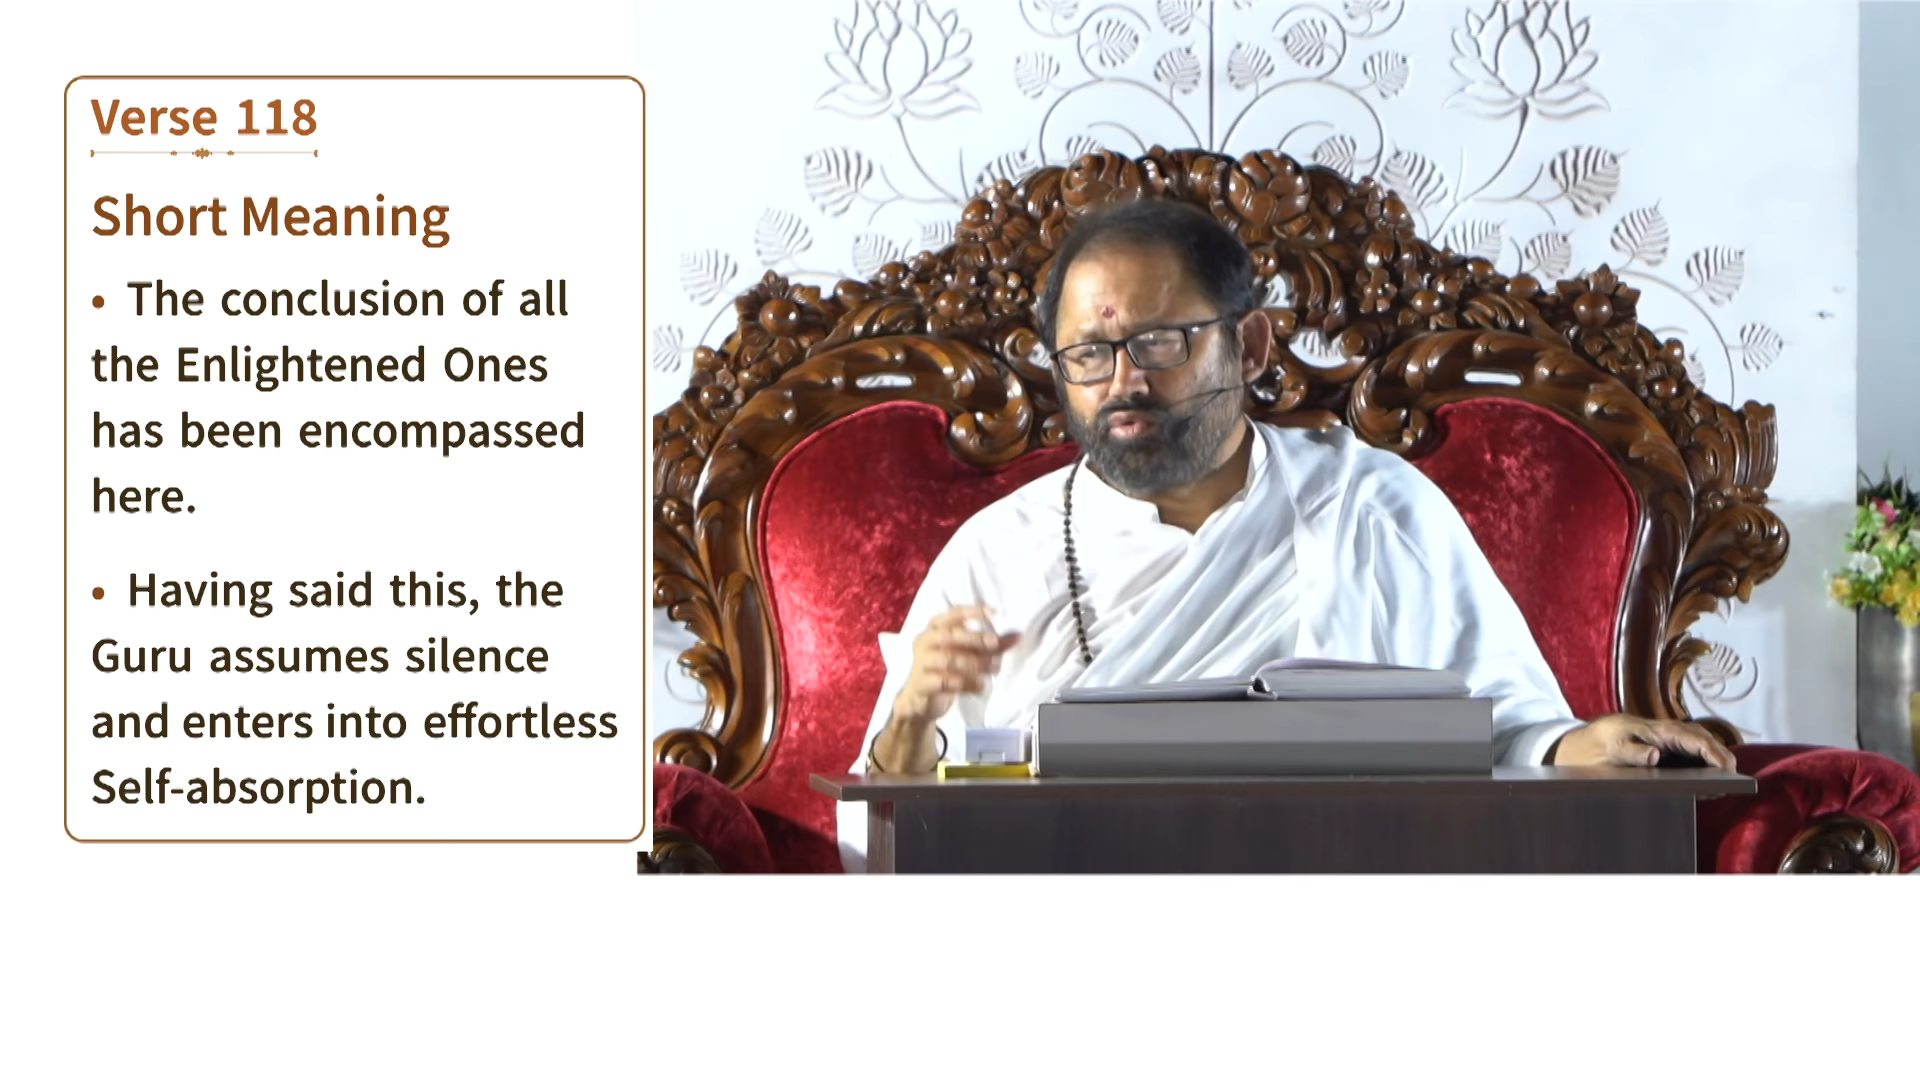 Verse 118
Short Meaning
• The conclusion of all
the Enlightened Ones
has been encompassed
here.
• Having said this, the
Guru assumes silence
and enters into effortless
Self-absorption.